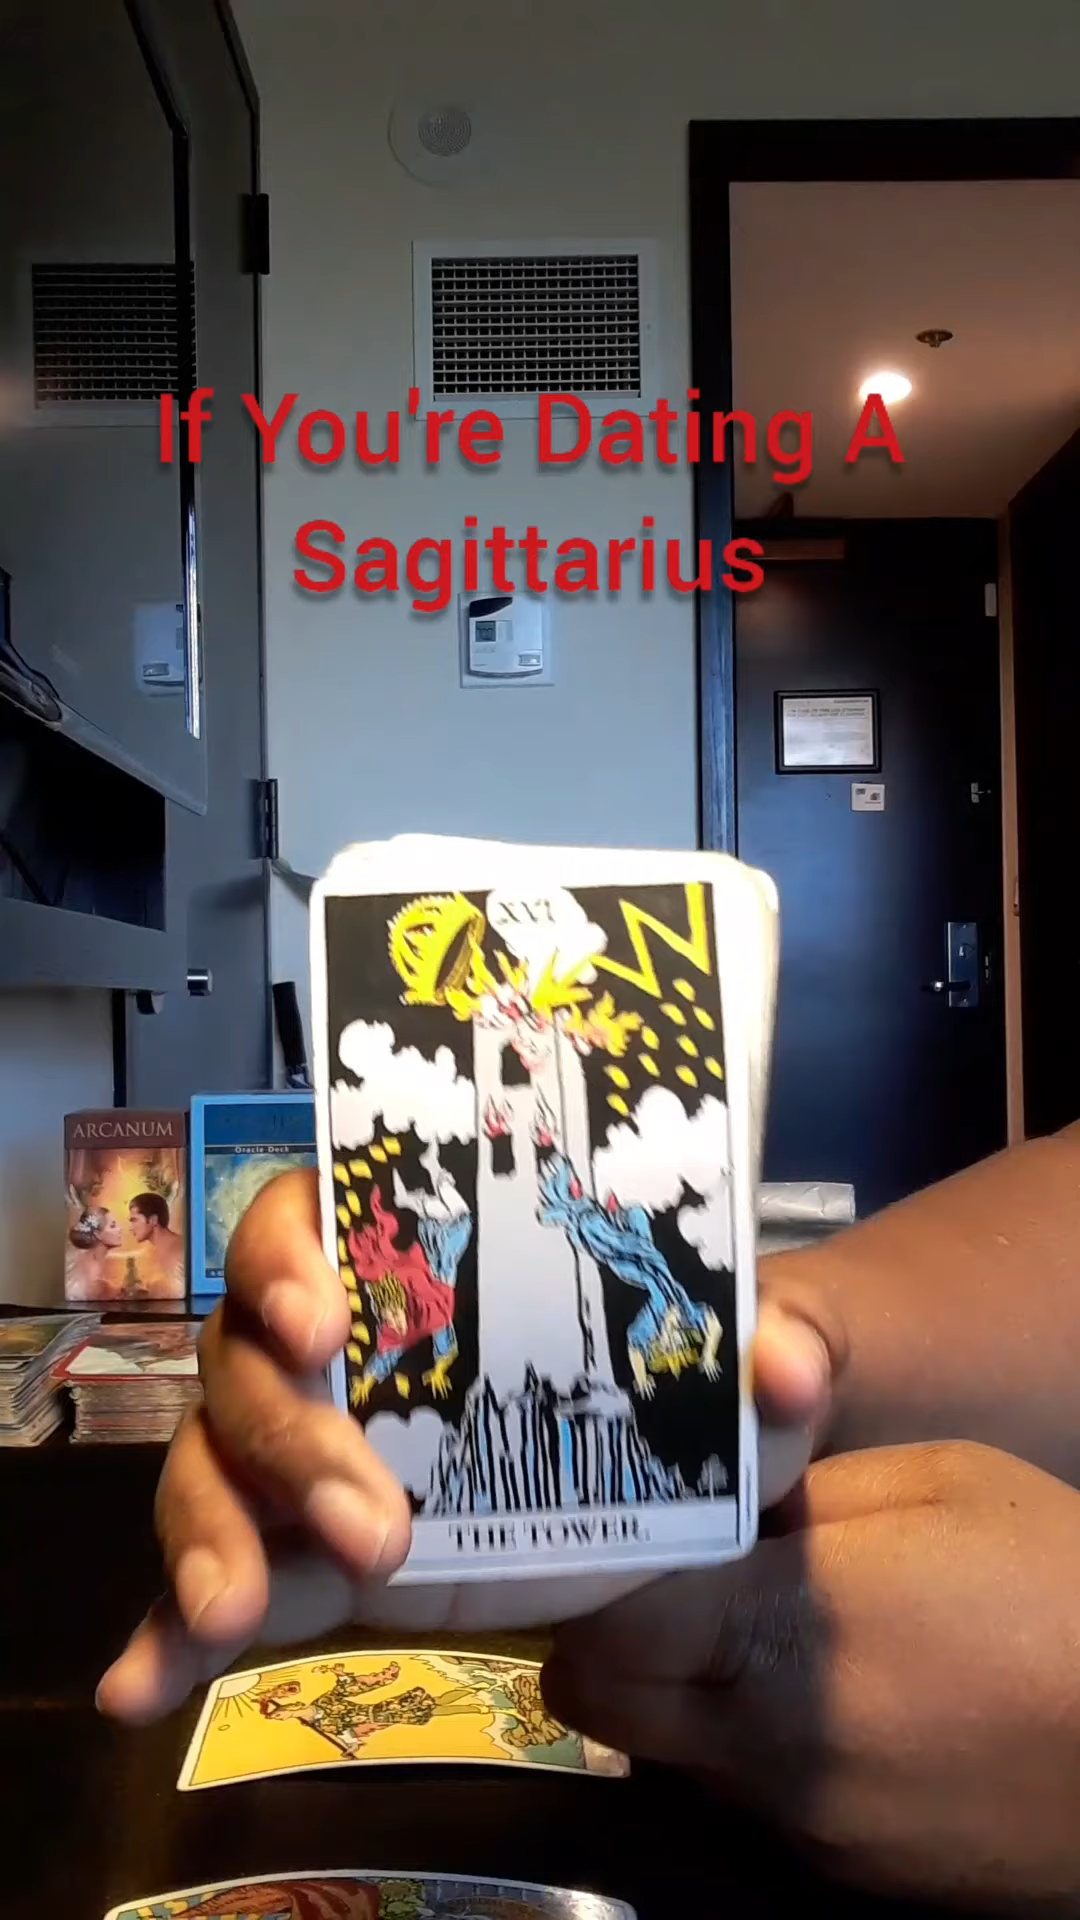 If You're Dating A
Sagittarius
XVI
ARCANUM
Oracle Deck
THE TOWER.